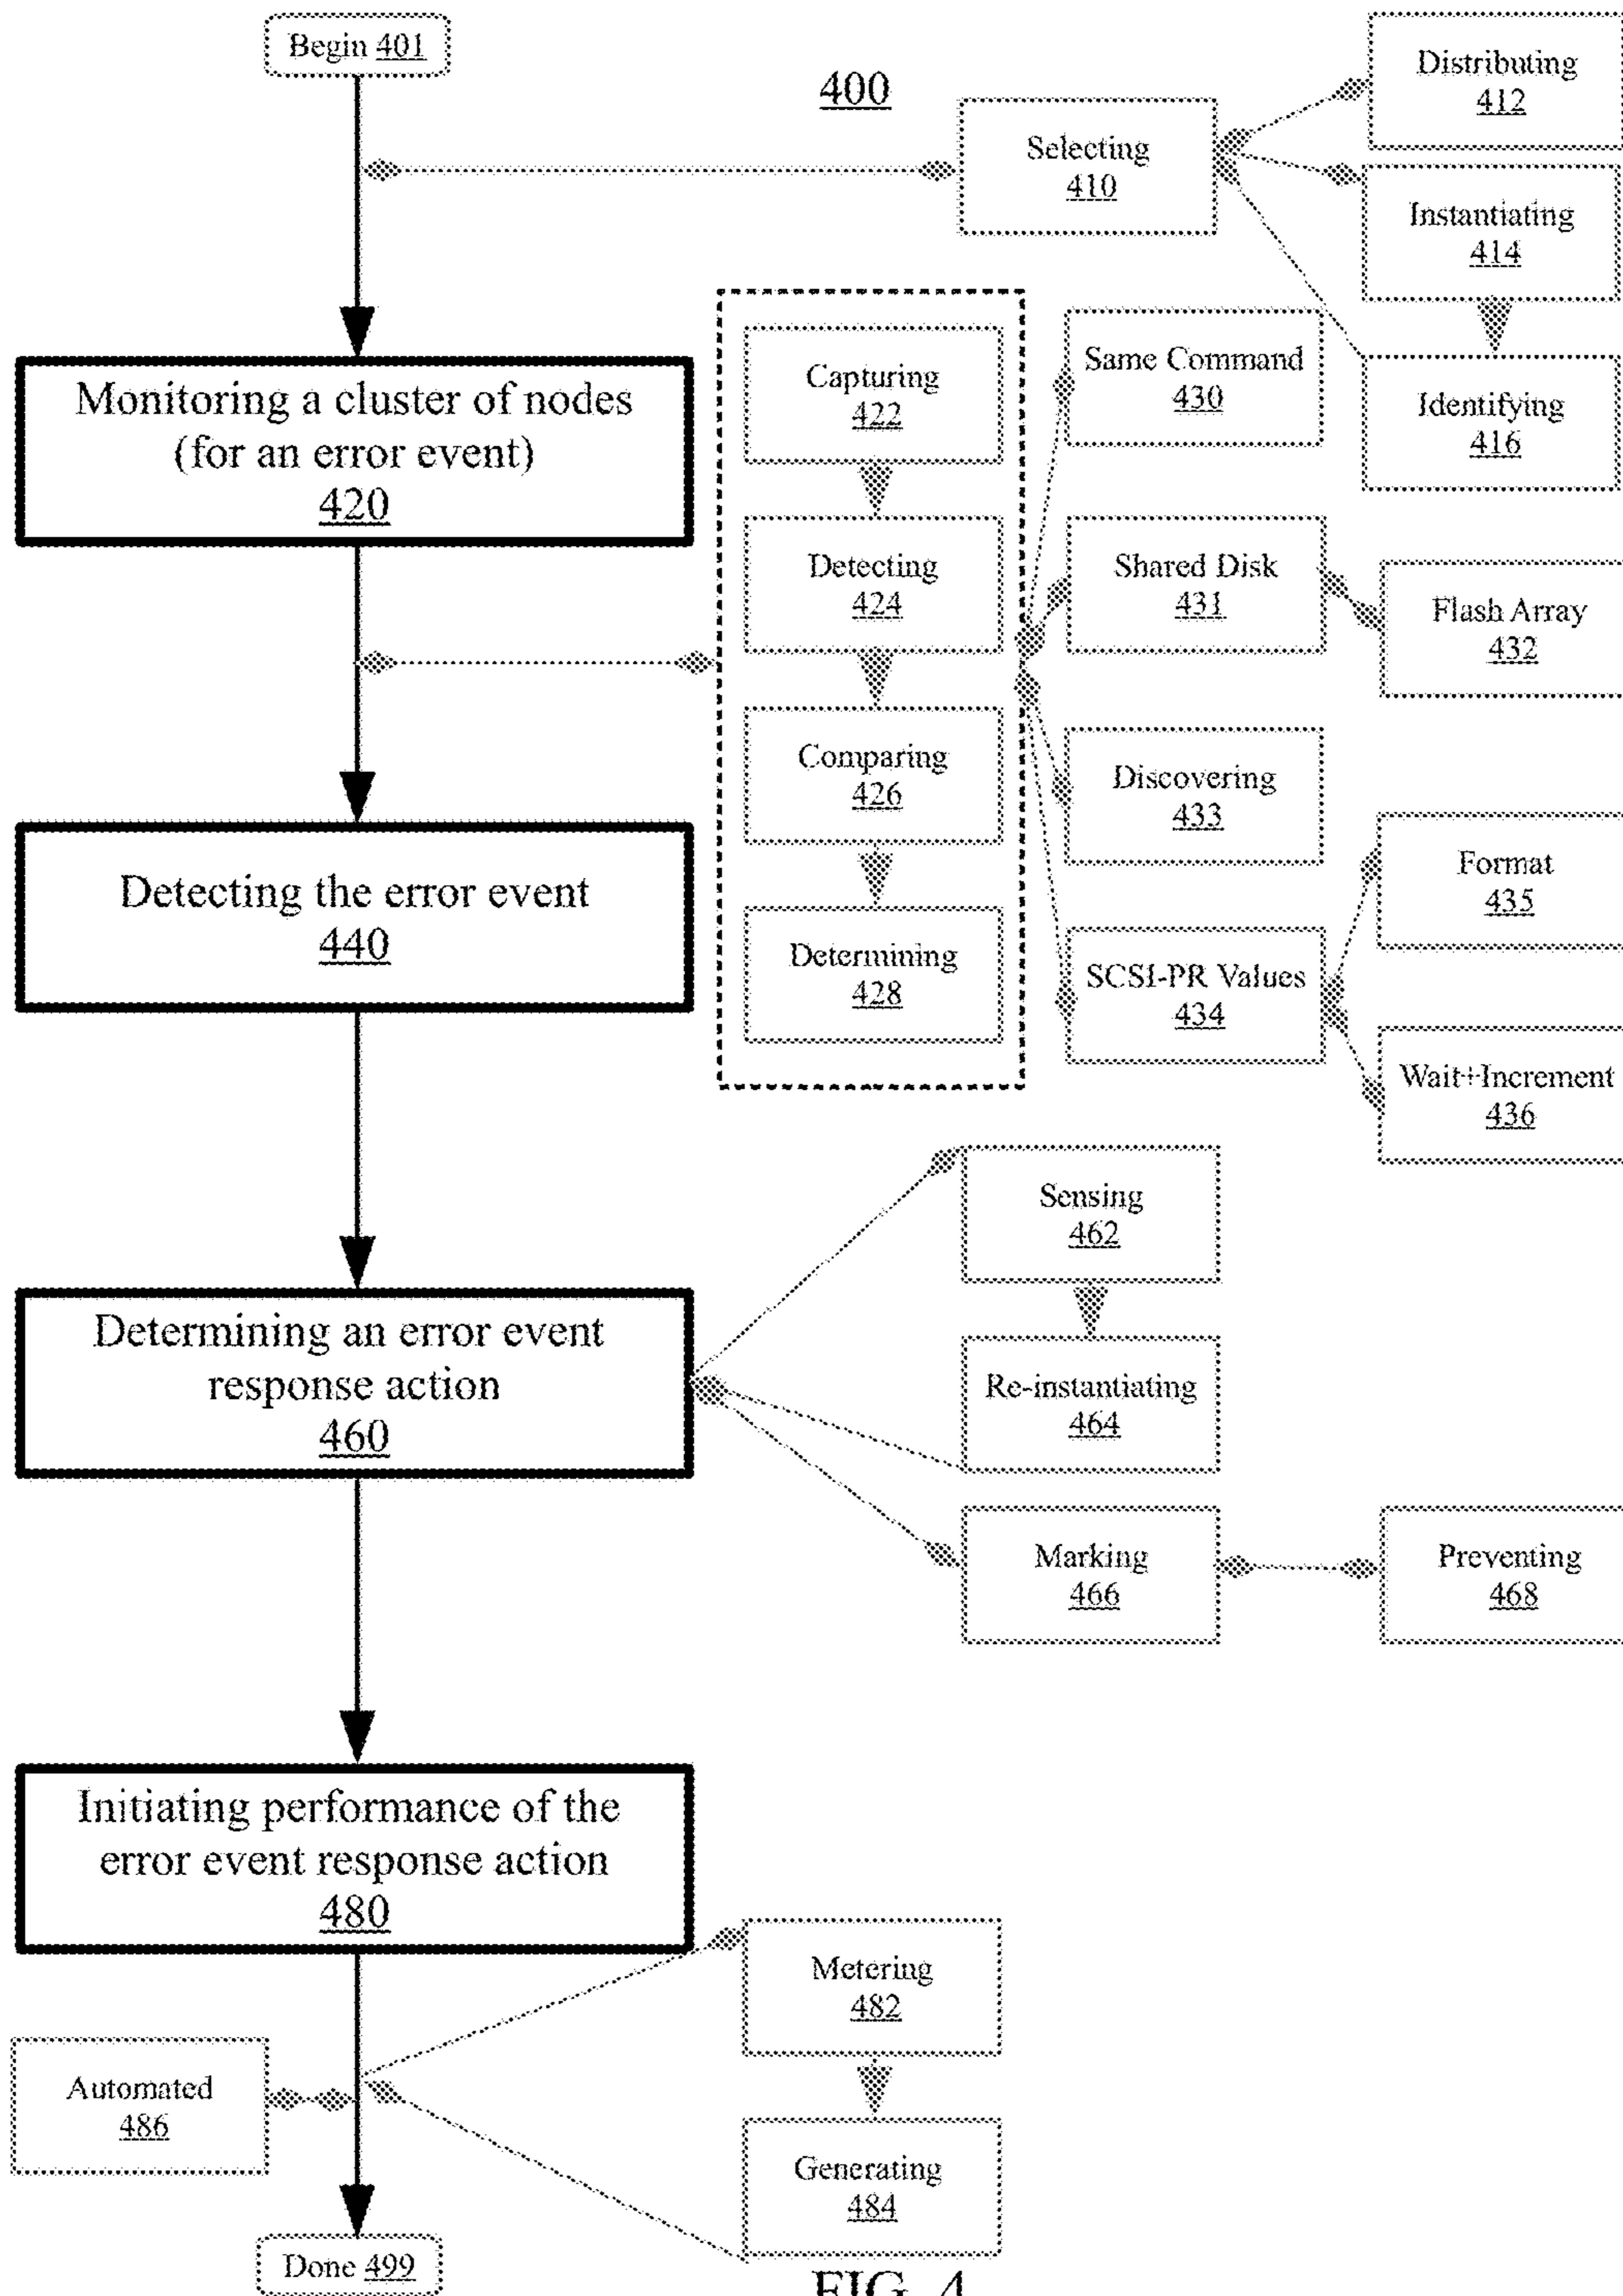 Begin 401
400
Distributing
412
Selecting
410
Instantiating
414
Identifying
416
Monitoring a cluster of nodes
(for an error event)
420
Capturing
422
Detecting
424
Comparing
426
Determining
428
Same Command
430
Shared Disk
431
Flash Array
432
Discovering
433
SCSI-PR Values
434
Format
435
Wait+Increment
436
Detecting the error event
440
Determining an error event
response action
460
Sensing
462
Re-instantiating
464
Marking
466
Preventing
468
Initiating performance of the
error event response action
480
Metering
482
Generating
484
Automated
486
Done 499
FIG. 4